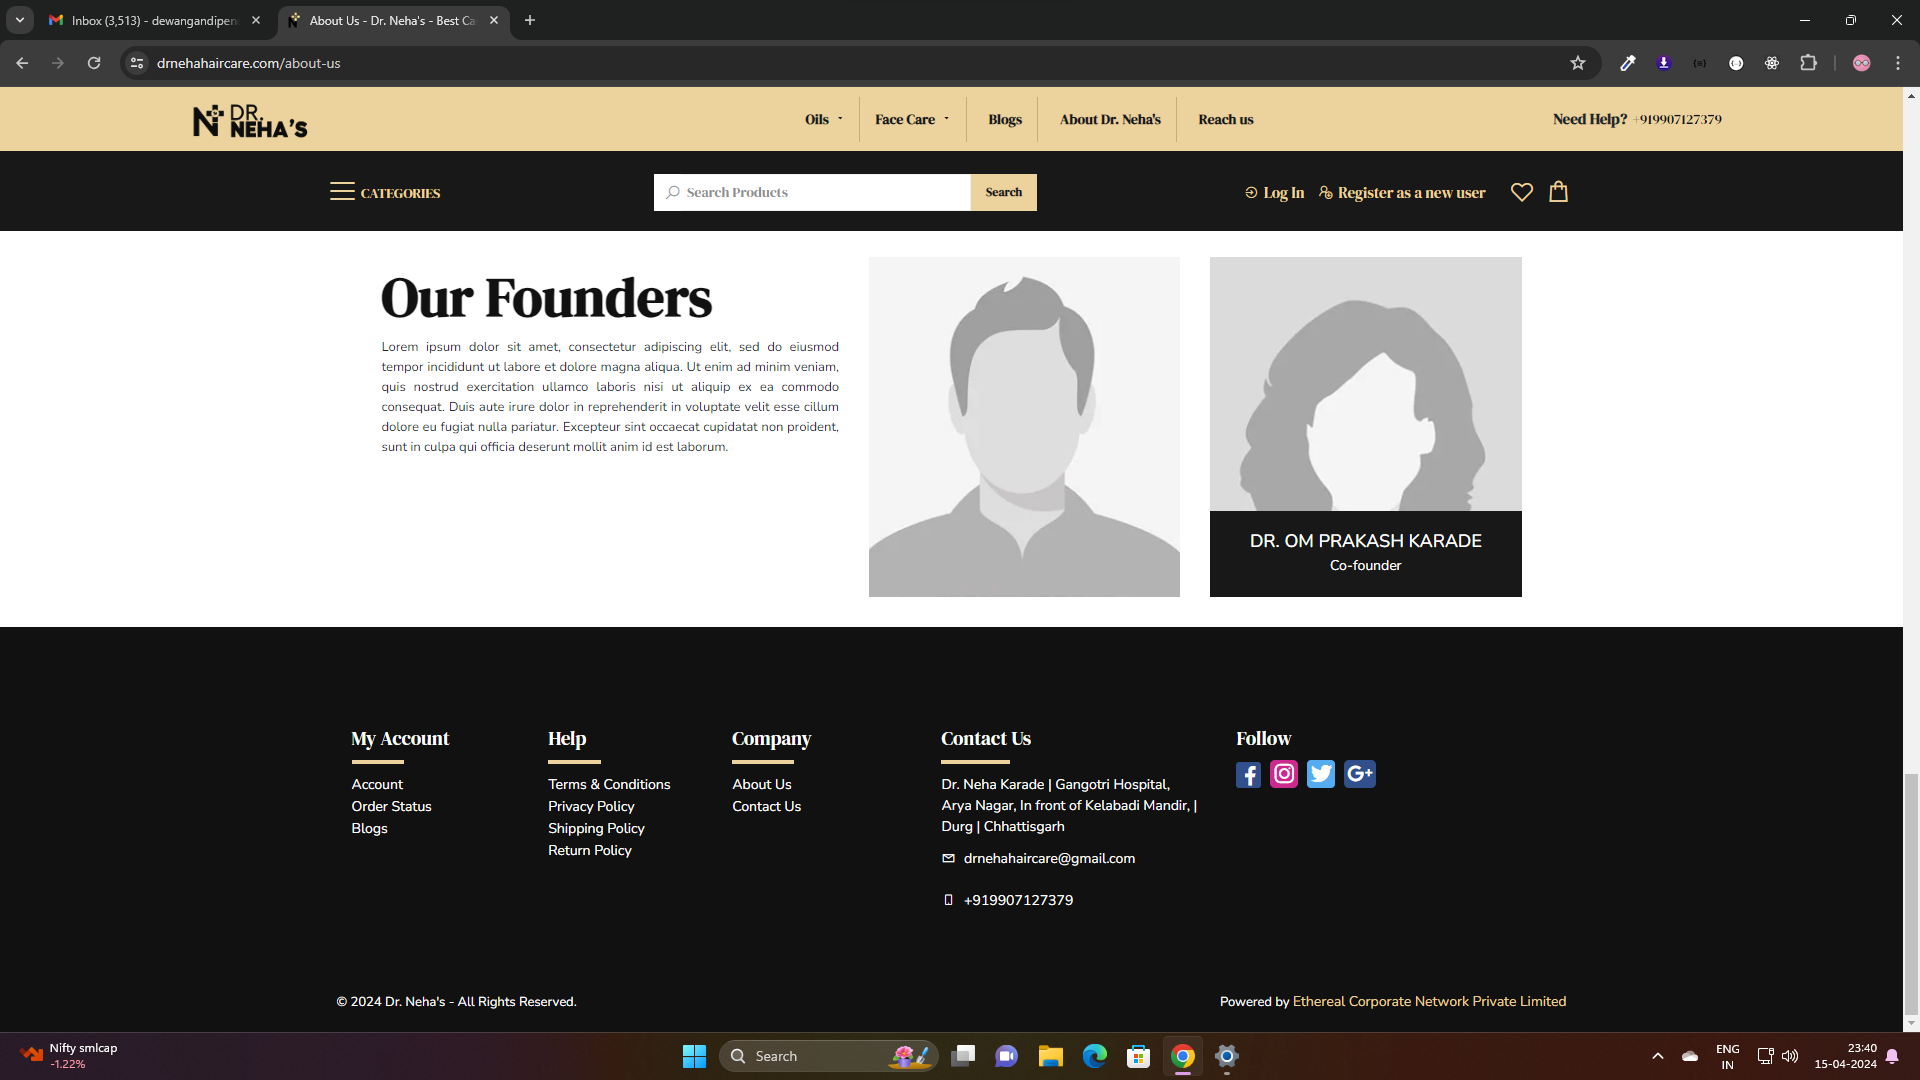 Inbox (3,513) - dewangandipen
About Us - Dr. Neha's - Best Ca
drnehahaircare.com/about-us
DR.
NEHA'S
Oils
Face Care
Blogs
About Dr. Neha's
Reach us
Need Help? +919907127379
CATEGORIES
Search Products
Search
Log In
Register as a new user
Our Founders
Lorem ipsum dolor sit amet, consectetur adipiscing elit, sed do eiusmod
tempor incididunt ut labore et dolore magna aliqua. Ut enim ad minim veniam,
quis nostrud exercitation ullamco laboris nisi ut aliquip ex ea commodo
consequat. Duis aute irure dolor in reprehenderit in voluptate velit esse cillum
dolore eu fugiat nulla pariatur. Excepteur sint occaecat cupidatat non proident,
sunt in culpa qui officia deserunt mollit anim id est laborum.
DR. OM PRAKASH KARADE
Co-founder
My Account
Account
Order Status
Blogs
Help
Terms & Conditions
Privacy Policy
Shipping Policy
Return Policy
Company
About Us
Contact Us
Contact Us
Dr. Neha Karade | Gangotri Hospital,
Arya Nagar, In front of Kelabadi Mandir, |
Durg | Chhattisgarh
drnehahaircare@gmail.com
+919907127379
Follow
© 2024 Dr. Neha's - All Rights Reserved.
Powered by Ethereal Corporate Network Private Limited
Nifty smlcap
-1.22%
Search
ENG
IN
23:40
15-04-2024